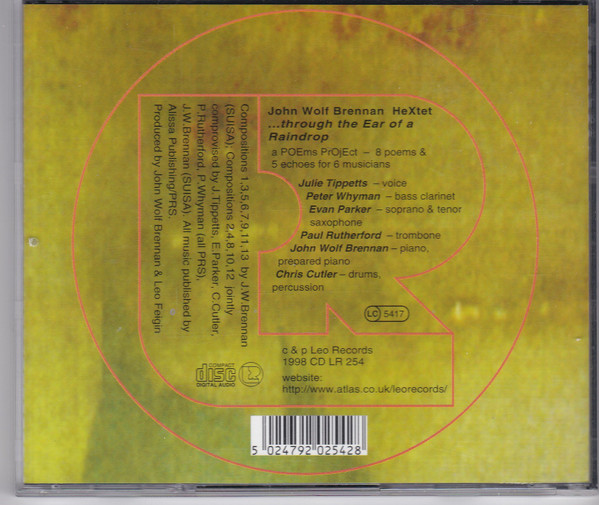 John Wolf Brennan HeXtet
...through the Ear of a
Raindrop
a POEms PrOjEct – 8 poems &
5 echoes for 6 musicians
Julie Tippetts – voice
Peter Whyman – bass clarinet
Evan Parker – soprano & tenor
saxophone
Paul Rutherford – trombone
John Wolf Brennan – piano,
preoared piano
Chris Cutler – drums,
percussion
LC 5417
c & p Leo Records
1998 CD LR 254
website:
http://www.atlas.co.uk/leorecords/
Compositions 1,3,5,6,7,9,11,13 by J.W.Brennan
(SUISA); Compositions 2,4,8,10,12 jointly
comprovised by J.Tippetts, E.Parker, C.Cutler,
P.Rutherford, P.Whyman (all PRS),
J.W.Brennan (SUISA). All music published by
Alissa Publishing/PRS.
Produced by John Wolf Brennan & Leo Feigin
COMPACT
disc
DIGITAL AUDIO
5 024792 025428